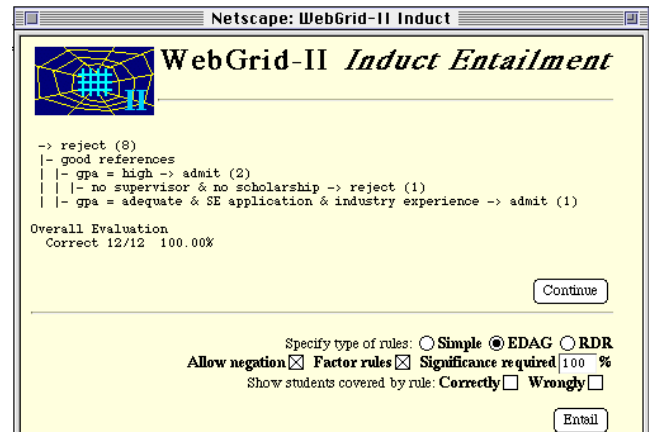 Netscape: WebGrid-II Induct
WebGrid-II Induct Entailment
II
-> reject (8)
|- good references
| |- gpa = high -> admit (2)
| | |- no supervisor & no scholarship -> reject (1)
| |- gpa = adequate & SE application & industry experience -> admit (1)
Overall Evaluation
Correct 12/12 100.00%
Continue
Specify type of rules: Simple EDAG RDR
Allow negation Factor rules Significance required 100 %
Show students covered by rule: Correctly Wrongly
Entail